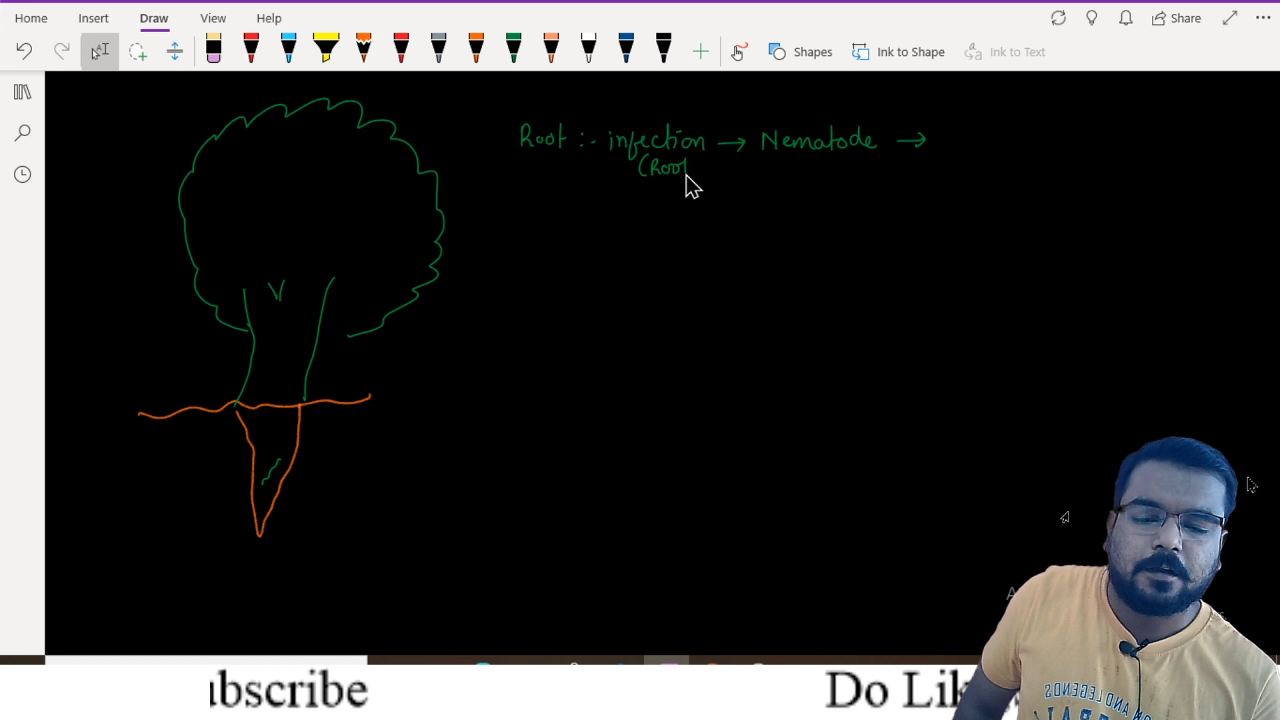 Home Insert Draw View Help Share
Shapes Ink to Shape Ink to Text
Root :- infection → Nematode →
(Root
ubscribe Do Lik